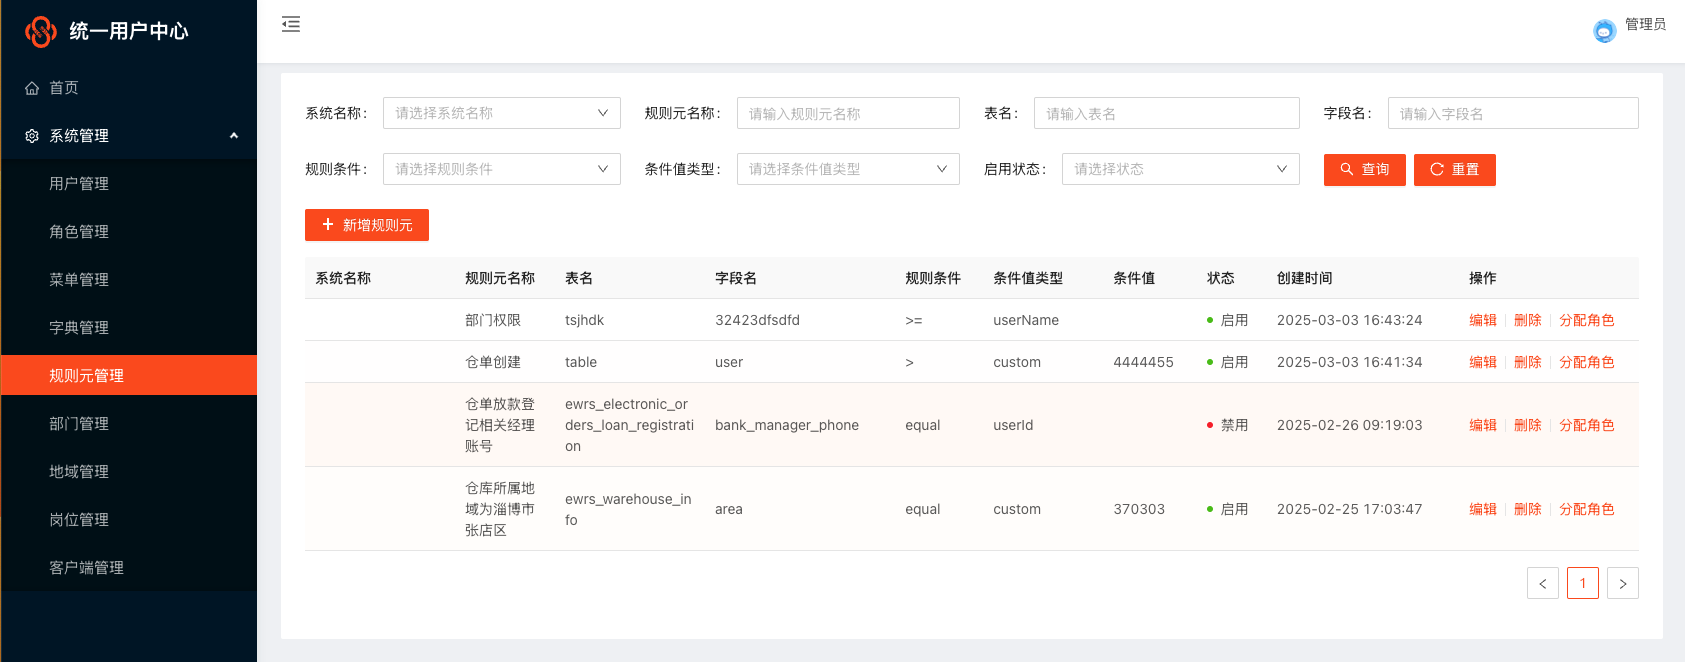 统一用户中心
管理员
首页
系统管理
用户管理
角色管理
菜单管理
字典管理
规则元管理
部门管理
地域管理
岗位管理
客户端管理
系统名称： 请选择系统名称 规则元名称： 请输入规则元名称 表名： 请输入表名 字段名： 请输入字段名
规则条件： 请选择规则条件 条件值类型： 请选择条件值类型 启用状态： 请选择状态 查询 重置
新增规则元
系统名称 规则元名称 表名 字段名 规则条件 条件值类型 条件值 状态 创建时间 操作
部门权限 tsjhdk 32423dfsdfd >= userName 启用 2025-03-03 16:43:24 编辑 删除 分配角色
仓单创建 table user > custom 4444455 启用 2025-03-03 16:41:34 编辑 删除 分配角色
仓单放款登
记相关经理
账号
ewrs_electronic_or
ders_loan_registrati
on
bank_manager_phone equal userId 禁用 2025-02-26 09:19:03 编辑 删除 分配角色
仓库所属地
域为淄博市
张店区
ewrs_warehouse_in
fo
area equal custom 370303 启用 2025-02-25 17:03:47 编辑 删除 分配角色
< 1 >